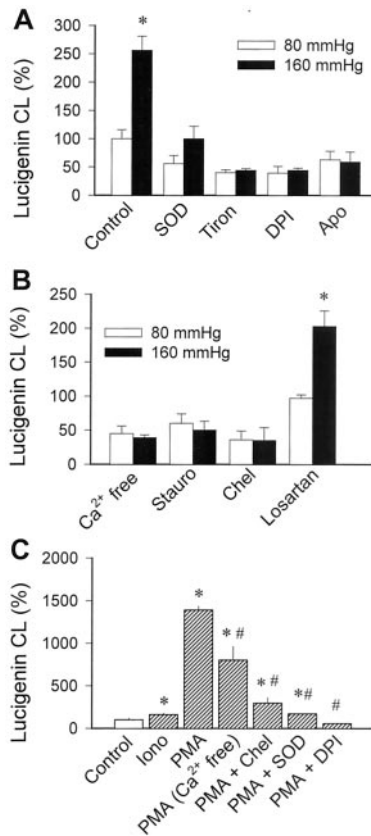 A
Lucigenin CL (%)
300
250
200
150
100
50
0
*
80 mmHg
160 mmHg
Control
SOD
Tiron
DPI
Apo
B
Lucigenin CL (%)
250
200
150
100
50
0
80 mmHg
160 mmHg
*
Ca2+ free
Stauro
Chel
Losartan
C
Lucigenin CL (%)
1500
1000
500
0
*
*
* #
* #
*#
#
Control
Iono
PMA
PMA (Ca2+ free)
PMA + Chel
PMA + SOD
PMA + DPI